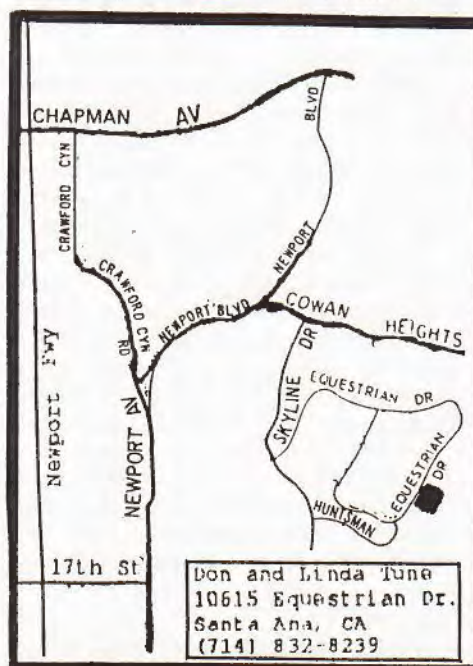 CHAPMAN AV
BLVD
CRAWFORD CYN
CRAWFORD CYN
RD
NEWPORT BLVD
NEWPORT
COWAN
HEIGHTS
DR
SKYLINE
EQUESTRIAN DR
EQUESTRIAN
DR
HUNTSMAN
Newport Fwy
NEWPORT AV
17th St
Don and Linda Tune
10615 Equestrian Dr.
Santa Ana, CA
(714) 832-8239